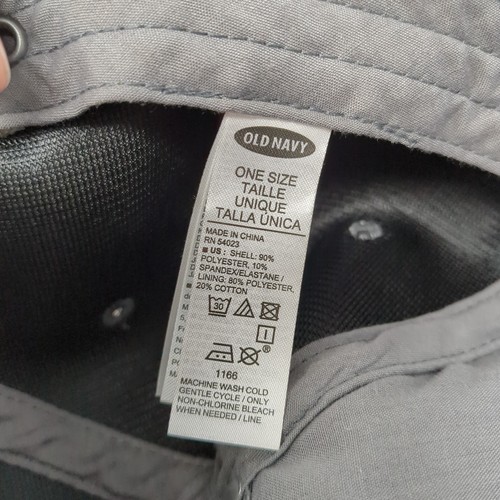 OLD NAVY
ONE SIZE
TAILLE
UNIQUE
TALLA ÚNICA
MADE IN CHINA
RN 54023
■ US : SHELL: 90%
POLYESTER, 10%
SPANDEX/ELASTANE /
LINING: 80% POLYESTER,
20% COTTON
30
1166
MACHINE WASH COLD
GENTLE CYCLE / ONLY
NON-CHLORINE BLEACH
WHEN NEEDED / LINE